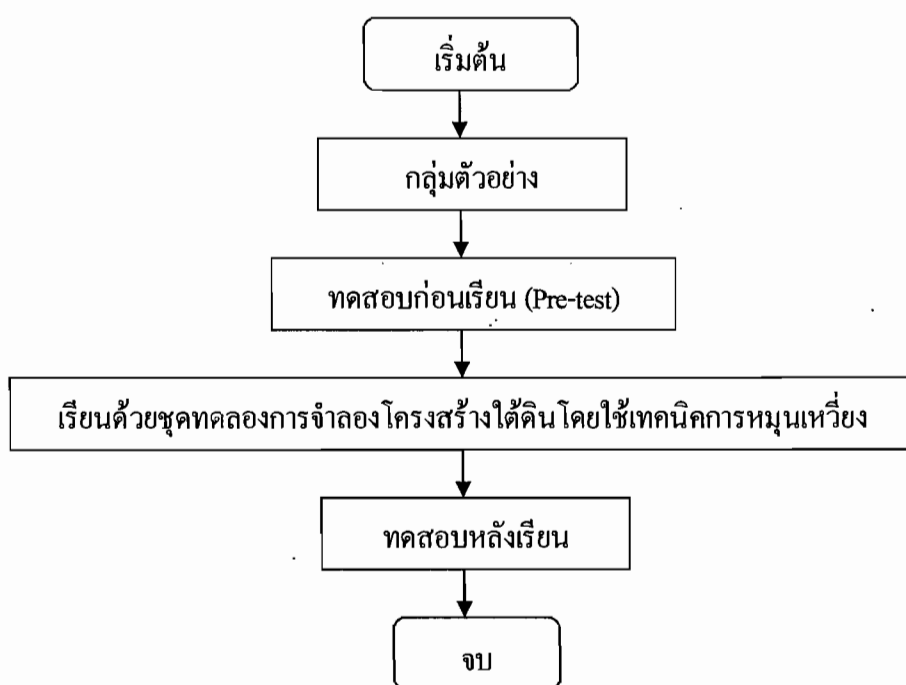 เริ่มต้น
กลุ่มตัวอย่าง
ทดสอบก่อนเรียน (Pre-test)
เรียนด้วยชุดทดลองการจำลองโครงสร้างใต้ดินโดยใช้เทคนิคการหมุนเหวี่ยง
ทดสอบหลังเรียน
จบ